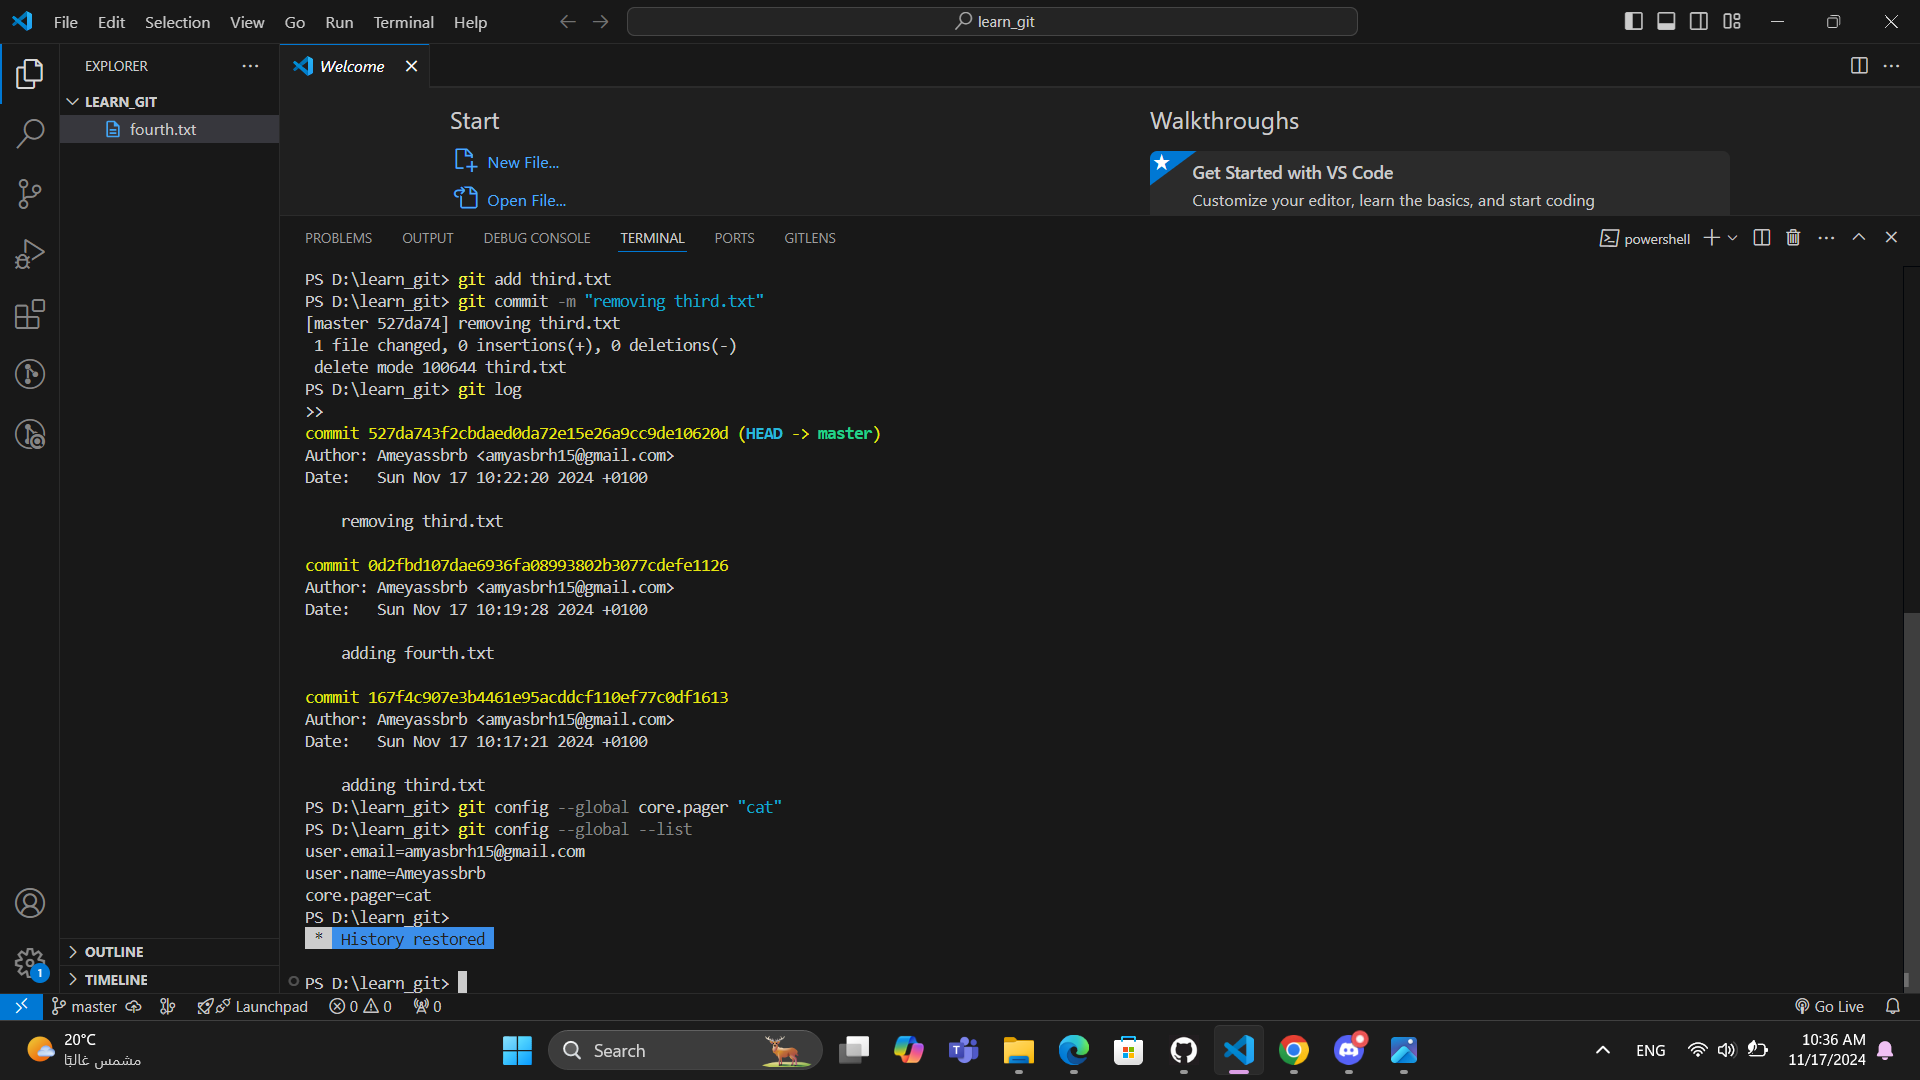 File Edit Selection View Go Run Terminal Help
learn_git
EXPLORER
LEARN_GIT
fourth.txt
OUTLINE
TIMELINE
Welcome
Start
New File...
Open File...
Walkthroughs
Get Started with VS Code
Customize your editor, learn the basics, and start coding
PROBLEMS OUTPUT DEBUG CONSOLE TERMINAL PORTS GITLENS
powershell
PS D:\learn_git> git add third.txt
PS D:\learn_git> git commit -m "removing third.txt"
[master 527da74] removing third.txt
1 file changed, 0 insertions(+), 0 deletions(-)
delete mode 100644 third.txt
PS D:\learn_git> git log
>>
commit 527da743f2cbdaed0da72e15e26a9cc9de10620d (HEAD -> master)
Author: Ameyassbrb <amyasbrh15@gmail.com>
Date:   Sun Nov 17 10:22:20 2024 +0100
removing third.txt
commit 0d2fbd107dae6936fa08993802b3077cdefe1126
Author: Ameyassbrb <amyasbrh15@gmail.com>
Date:   Sun Nov 17 10:19:28 2024 +0100
adding fourth.txt
commit 167f4c907e3b4461e95acddcf110ef77c0df1613
Author: Ameyassbrb <amyasbrh15@gmail.com>
Date:   Sun Nov 17 10:17:21 2024 +0100
adding third.txt
PS D:\learn_git> git config --global core.pager "cat"
PS D:\learn_git> git config --global --list
user.email=amyasbrh15@gmail.com
user.name=Ameyassbrb
core.pager=cat
PS D:\learn_git>
* History restored
PS D:\learn_git>
1
master
Launchpad
0 0
0
Go Live
20°C
مشمس غالبًا
Search
ENG
10:36 AM
11/17/2024